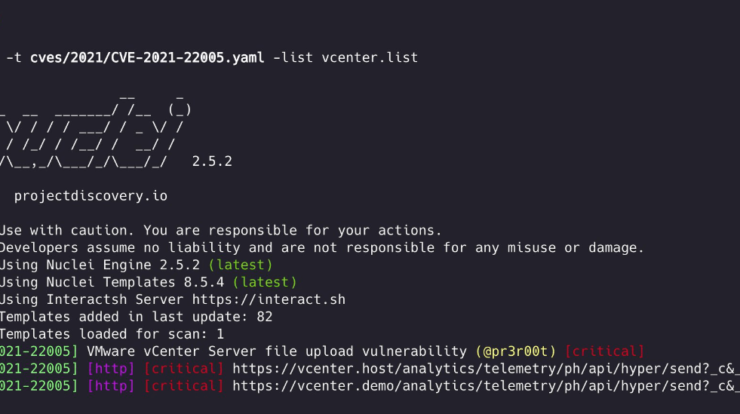 -t cves/2021/CVE-2021-22005.yaml -list vcenter.list
2.5.2
projectdiscovery.io
Use with caution. You are responsible for your actions.
Developers assume no liability and are not responsible for any misuse or damage.
Using Nuclei Engine 2.5.2 (latest)
Using Nuclei Templates 8.5.4 (latest)
Using Interactsh Server https://interact.sh
Templates added in last update: 82
Templates loaded for scan: 1
021-22005] VMware vCenter Server file upload vulnerability (@pr3r00t) [critical]
021-22005] [http] [critical] https://vcenter.host/analytics/telemetry/ph/api/hyper/send?_c&_
021-22005] [http] [critical] https://vcenter.demo/analytics/telemetry/ph/api/hyper/send?_c&_